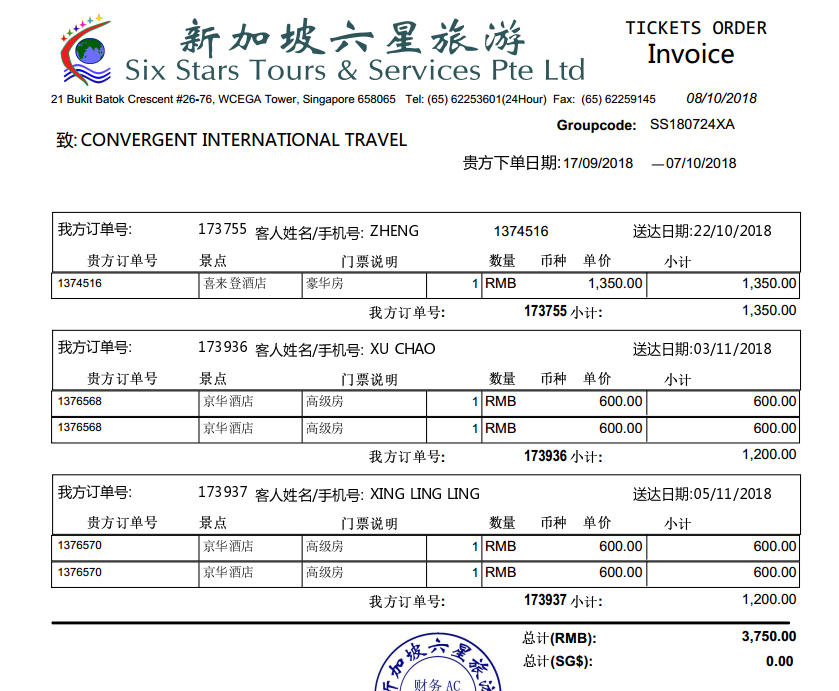 新加坡六星旅游
Six Stars Tours & Services Pte Ltd
TICKETS ORDER
Invoice
21 Bukit Batok Crescent #26-76, WCEGA Tower, Singapore 658065 Tel: (65) 62253601(24Hour) Fax: (65) 62259145 08/10/2018
Groupcode: SS180724XA
致: CONVERGENT INTERNATIONAL TRAVEL
贵方下单日期: 17/09/2018 —07/10/2018
我方订单号: 173755 客人姓名/手机号: ZHENG 1374516 送达日期:22/10/2018
贵方订单号 景点 门票说明 数量 币种 单价 小计
1374516 喜来登酒店 豪华房 1 RMB 1,350.00 1,350.00
我方订单号: 173755 小计: 1,350.00
我方订单号: 173936 客人姓名/手机号: XU CHAO 送达日期:03/11/2018
贵方订单号 景点 门票说明 数量 币种 单价 小计
1376568 京华酒店 高级房 1 RMB 600.00 600.00
1376568 京华酒店 高级房 1 RMB 600.00 600.00
我方订单号: 173936 小计: 1,200.00
我方订单号: 173937 客人姓名/手机号: XING LING LING 送达日期:05/11/2018
贵方订单号 景点 门票说明 数量 币种 单价 小计
1376570 京华酒店 高级房 1 RMB 600.00 600.00
1376570 京华酒店 高级房 1 RMB 600.00 600.00
我方订单号: 173937 小计: 1,200.00
总计(RMB): 3,750.00
总计(SG$): 0.00
新加坡六星旅游
财务 AC